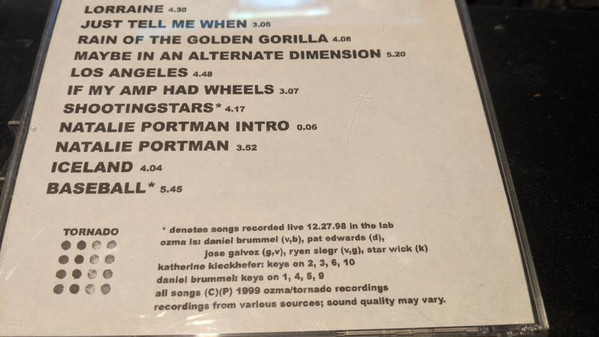 LORRAINE 4.30
JUST TELL ME WHEN 3.05
RAIN OF THE GOLDEN GORILLA 4.08
MAYBE IN AN ALTERNATE DIMENSION 5.20
LOS ANGELES 4.48
IF MY AMP HAD WHEELS 3.07
SHOOTINGSTARS* 4.17
NATALIE PORTMAN INTRO 0.06
NATALIE PORTMAN 3.52
ICELAND 4.04
BASEBALL* 5.45
TORNADO
* denotes songs recorded live 12.27.98 in the lab
ozma is: daniel brummel (v,b), pat edwards (d),
jose galvez (g,v), ryen slegr (v,g), star wick (k)
katherine kieckhefer: keys on 2, 3, 6, 10
daniel brummel: keys on 1, 4, 5, 9
all songs (C)(P) 1999 ozma/tornado recordings
recordings from various sources; sound quality may vary.